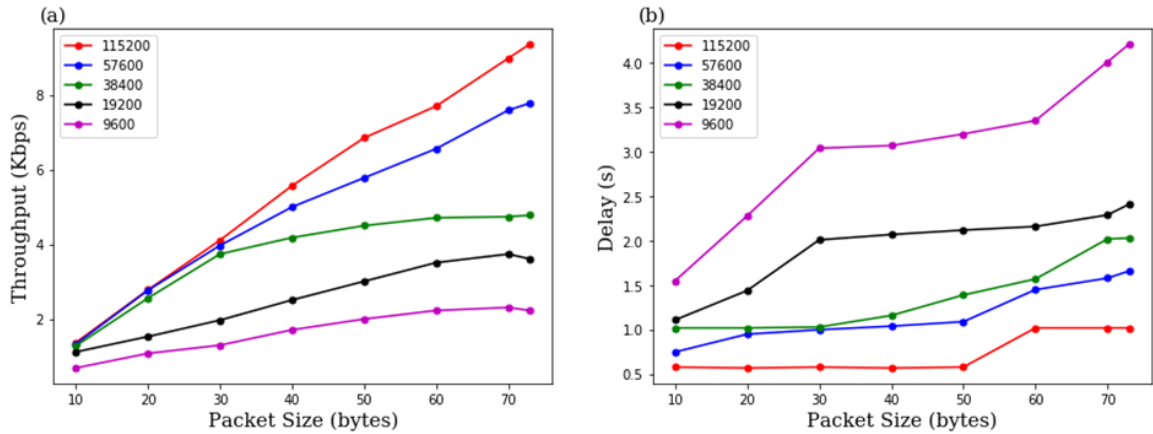 (a)
Throughput (Kbps)
8
6
4
2
115200
57600
38400
19200
9600
10 20 30 40 50 60 70
Packet Size (bytes)
(b)
Delay (s)
4.0
3.5
3.0
2.5
2.0
1.5
1.0
0.5
115200
57600
38400
19200
9600
10 20 30 40 50 60 70
Packet Size (bytes)